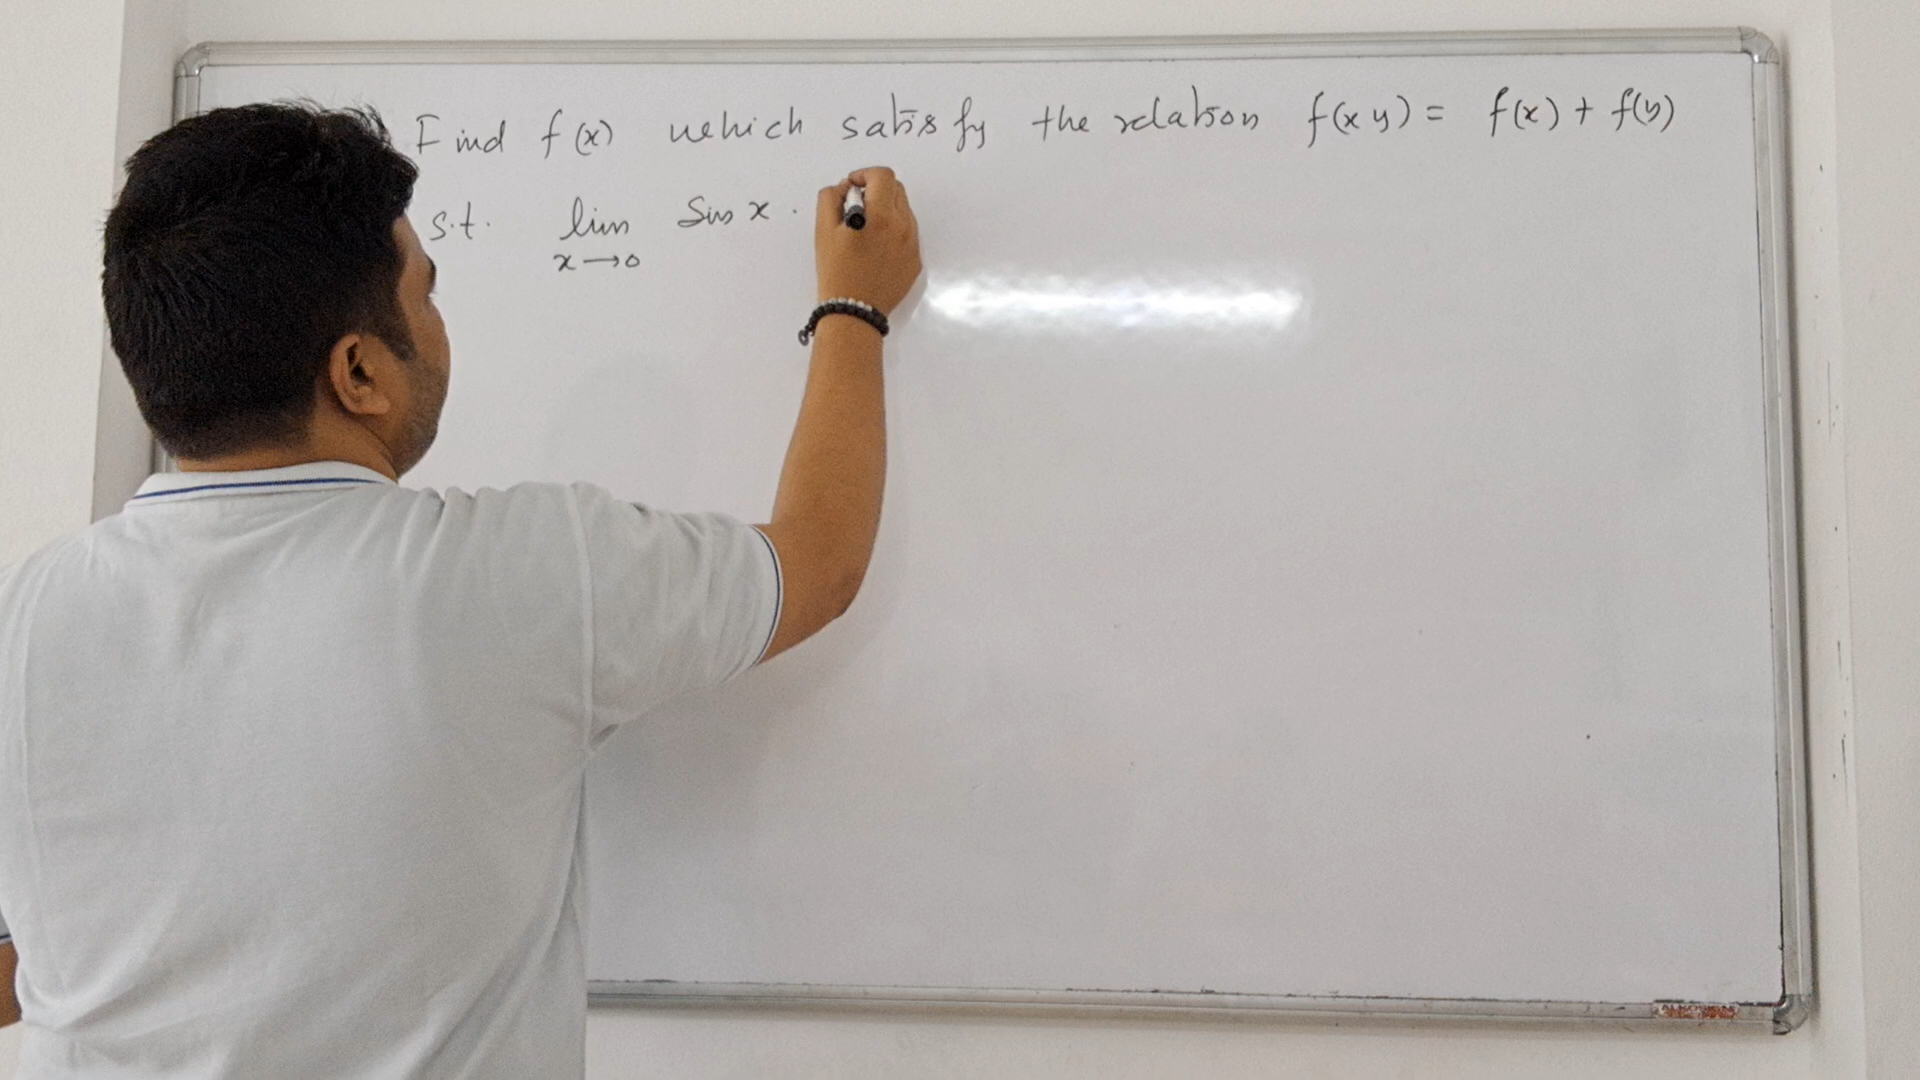 Find f(x) which satisfy the relation f(xy) = f(x) + f(y)
s.t. lim Sin x .
x→0